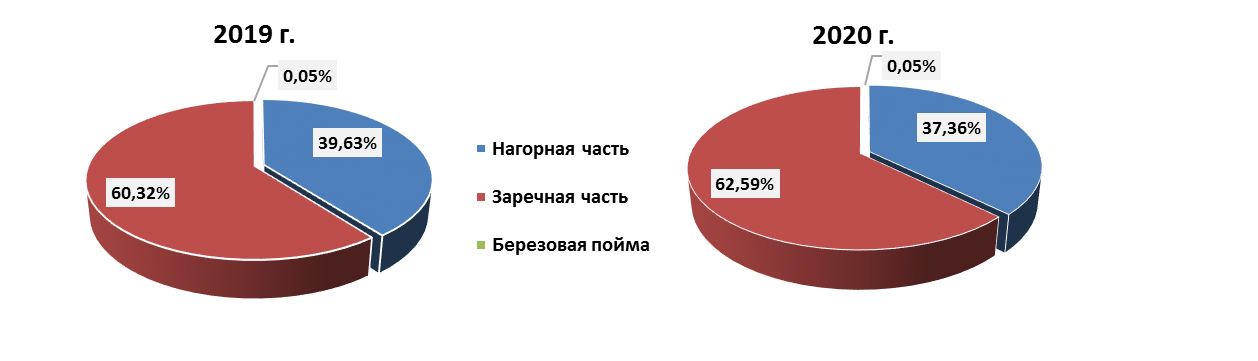 2019 г.
0,05%
39,63%
60,32%
Нагорная часть
Заречная часть
Березовая пойма
2020 г.
0,05%
37,36%
62,59%